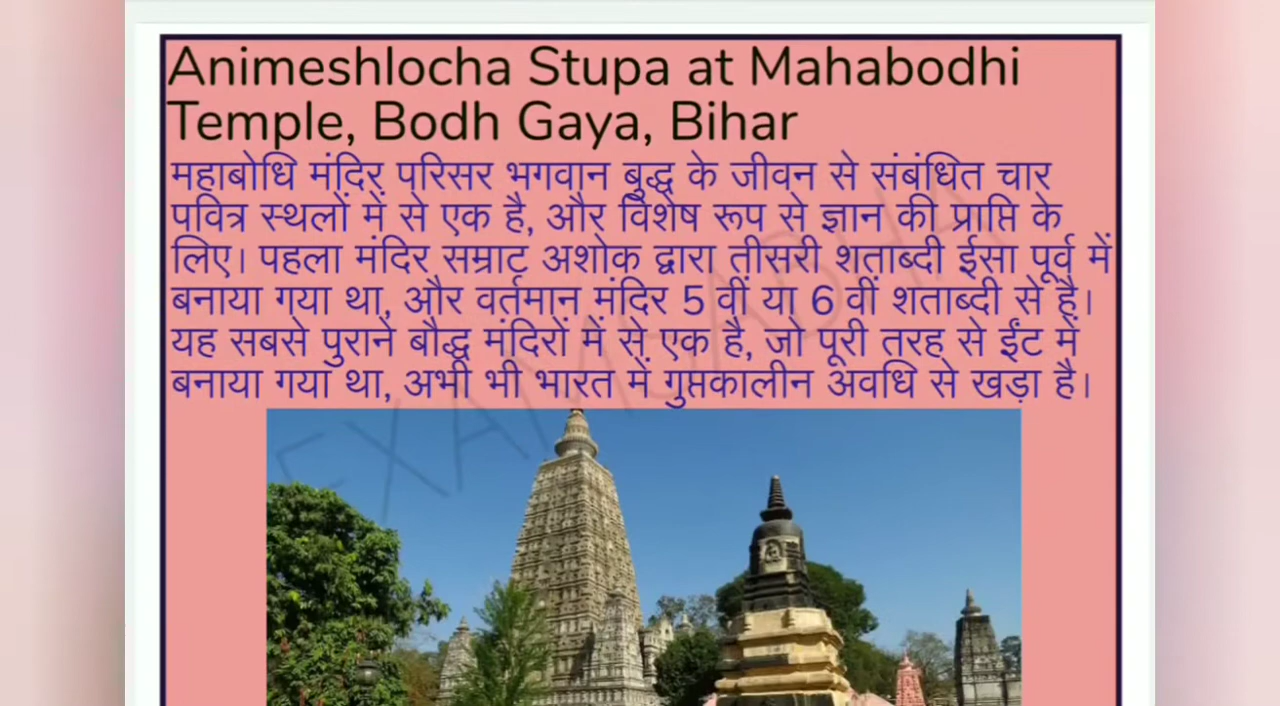 Animeshlocha Stupa at Mahabodhi
Temple, Bodh Gaya, Bihar
महाबोधि मंदिर परिसर भगवान बुद्ध के जीवन से संबंधित चार
पवित्र स्थलों में से एक है, और विशेष रूप से ज्ञान की प्राप्ति के
लिए। पहला मंदिर सम्राट अशोक द्वारा तीसरी शताब्दी ईसा पूर्व में
बनाया गया था, और वर्तमान मंदिर 5 वीं या 6 वीं शताब्दी से है।
यह सबसे पुराने बौद्ध मंदिरों में से एक है, जो पूरी तरह से ईंट में
बनाया गया था, अभी भी भारत में गुप्तकालीन अवधि से खड़ा है।
EXAMSABHA